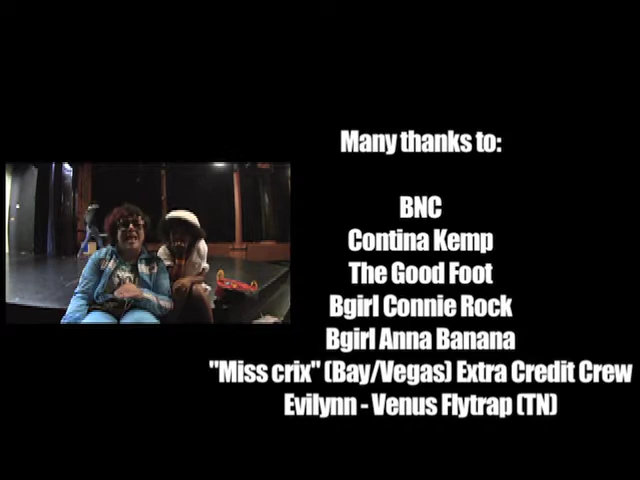 Many thanks to:
BNC
Contina Kemp
The Good Foot
Bgirl Connie Rock
Bgirl Anna Banana
"Miss crix" (Bay/Vegas) Extra Credit Crew
Evilynn - Venus Flytrap (TN)